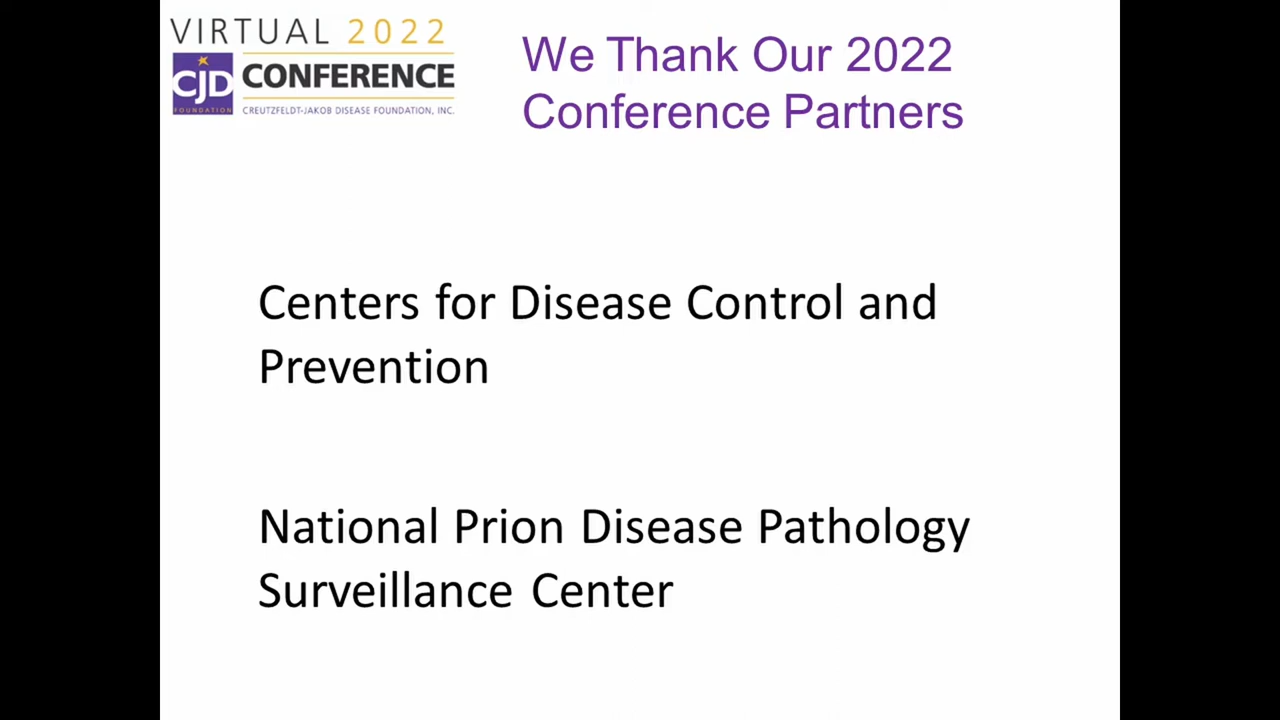 VIRTUAL 2022
CJD
FOUNDATION
CONFERENCE
CREUTZFELDT-JAKOB DISEASE FOUNDATION, INC.
We Thank Our 2022
Conference Partners
Centers for Disease Control and
Prevention
National Prion Disease Pathology
Surveillance Center